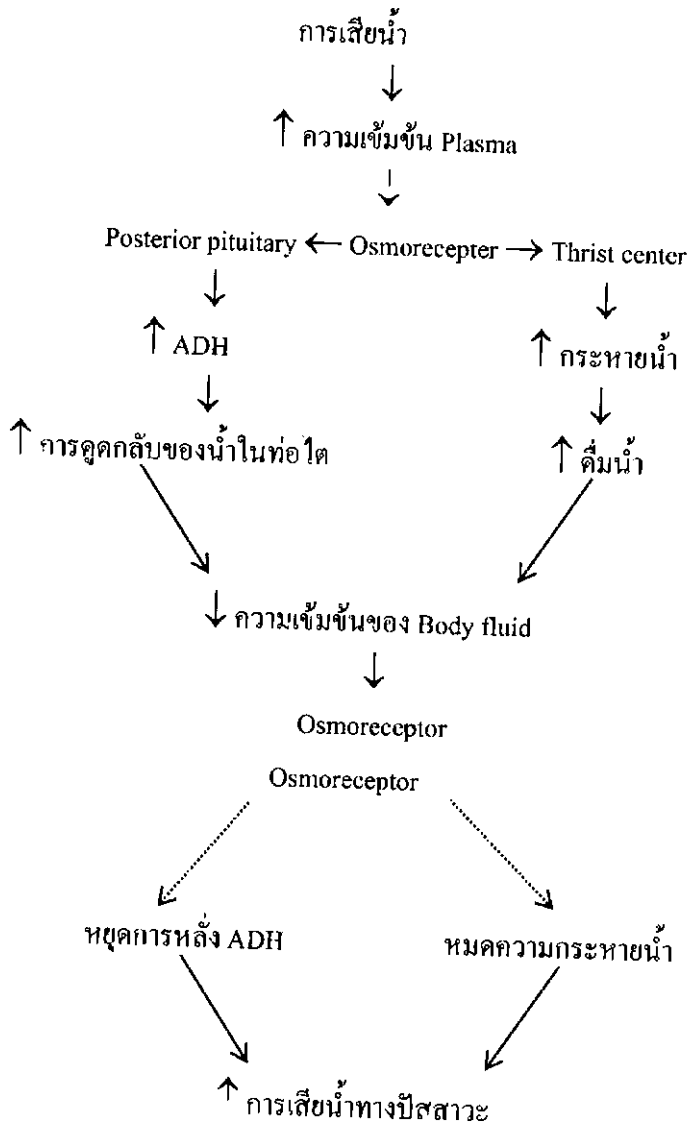 การเสียน้ำ
↓
↑ ความเข้มข้น Plasma
↓
Posterior pituitary ← Osmorecepter → Thrist center
↓ ↓
↑ ADH ↑ กระหายน้ำ
↓ ↓
↑ การดูดกลับของน้ำในท่อไต ↑ ดื่มน้ำ
↓ ความเข้มข้นของ Body fluid
↓
Osmoreceptor
Osmoreceptor
หยุดการหลั่ง ADH หมดความกระหายน้ำ
↑ การเสียน้ำทางปัสสาวะ